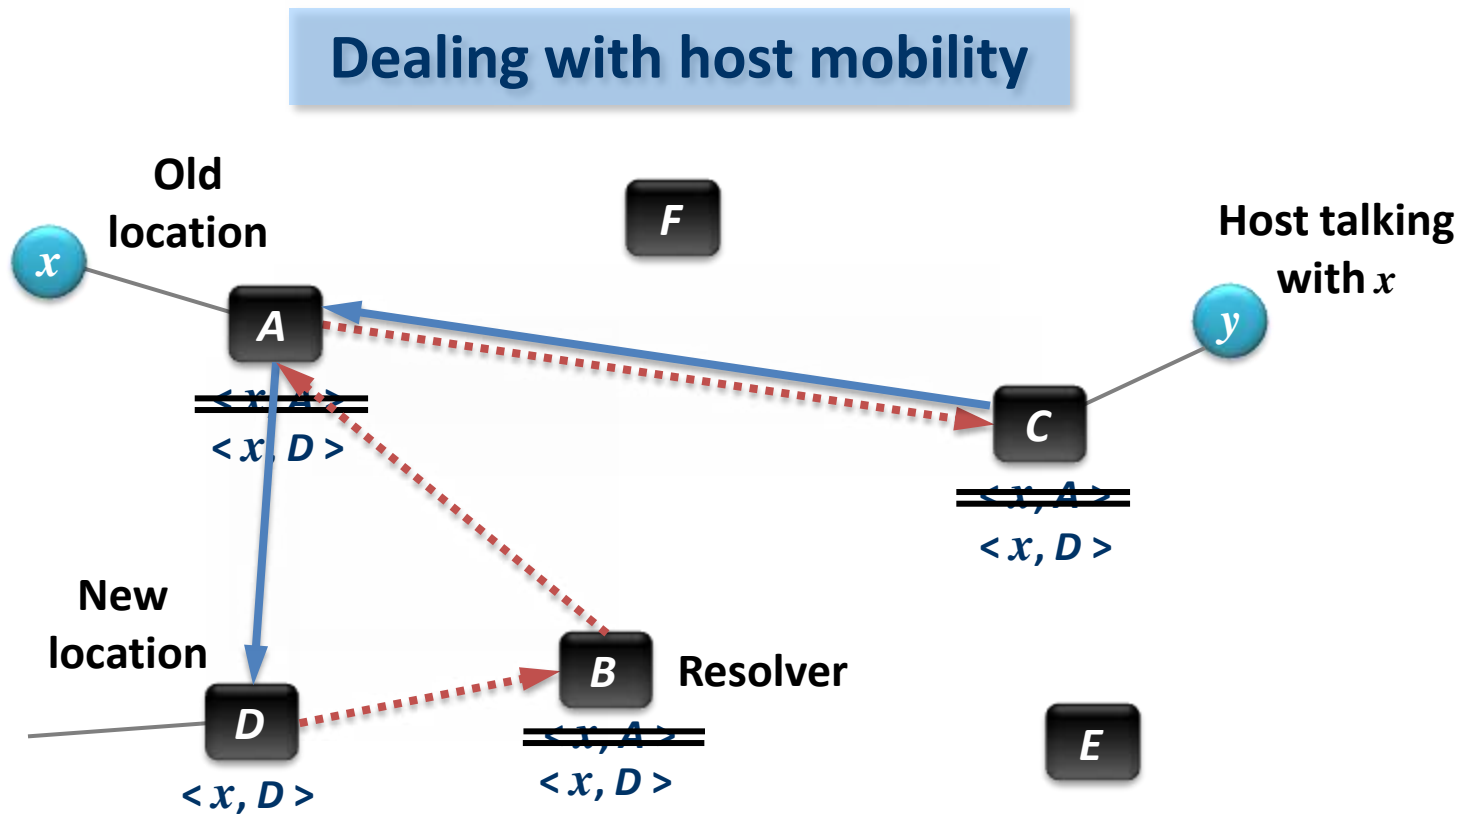 Dealing with host mobility
Old
location
x
F
Host talking
with x
y
A
< x, A >
< x, D >
C
< x, A >
< x, D >
New
location
B
Resolver
D
< x, A >
< x, D >
E
< x, D >